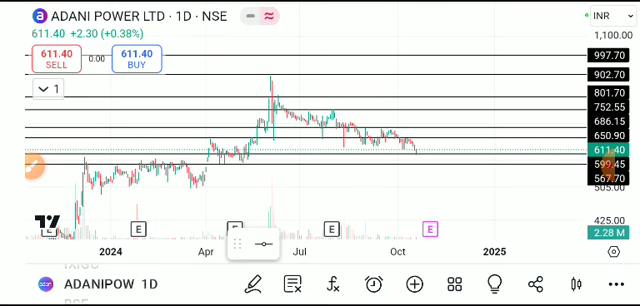 ADANI POWER LTD · 1D · NSE
INR
611.40 +2.30 (+0.38%)
1,100.00
611.40
SELL
0.00
611.40
BUY
997.70
902.70
1
801.70
752.55
686.15
650.90
611.40
567.70
505.00
425.00
E
E
E
E
2.28 M
2024
Apr
Jul
Oct
2025
ADANIPOW 1D